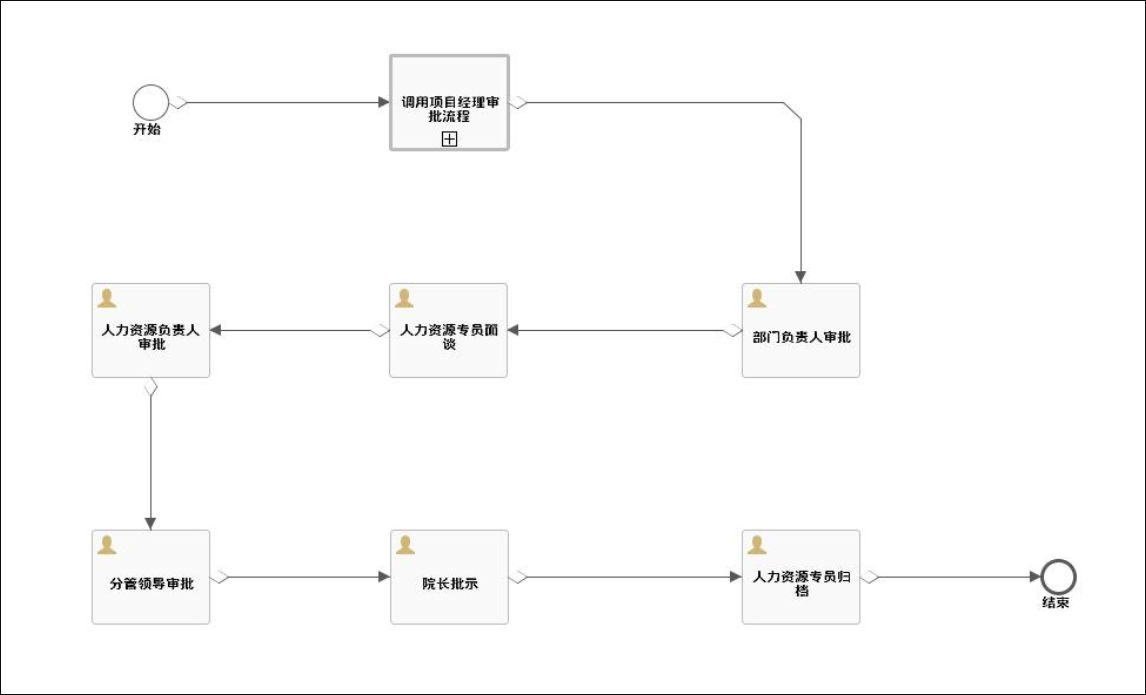 开始
调用项目经理审
批流程
人力资源负责人
审批
人力资源专员面
谈
部门负责人审批
分管领导审批
院长批示
人力资源专员归
档
结束